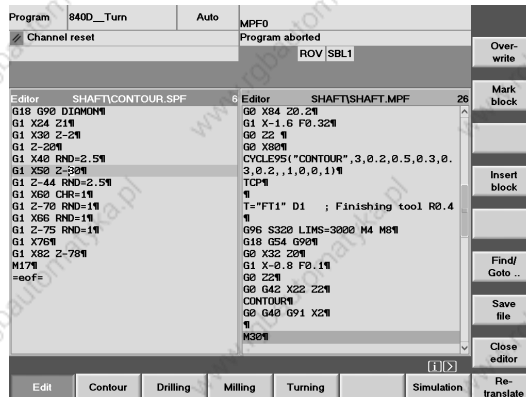 Program 840D__Turn Auto MPF0
Channel reset Program aborted
ROV SBL1
Editor SHAFT\CONTOUR.SPF 6
G18 G90 DIAMON¶
G1 X24 Z1¶
G1 X30 Z-2¶
G1 Z-20¶
G1 X40 RND=2.5¶
G1 X50 Z-30¶
G1 Z-44 RND=2.5¶
G1 X60 CHR=1¶
G1 Z-70 RND=1¶
G1 X66 RND=1¶
G1 Z-75 RND=1¶
G1 X76¶
G1 X82 Z-78¶
M17¶
=eof=
Editor SHAFT\SHAFT.MPF 26
G0 X84 Z0.2¶
G1 X-1.6 F0.32¶
G0 Z2 ¶
G0 X80¶
CYCLE95("CONTOUR",3,0.2,0.5,0.3,0.
3,0.2,,1,0,0,1)¶
TCP¶
¶
T="FT1" D1 ; Finishing tool R0.4
¶
G96 S320 LIMS=3000 M4 M8¶
G18 G54 G90¶
G0 X32 Z0¶
G1 X-0.8 F0.1¶
G0 Z2¶
G0 G42 X22 Z2¶
CONTOUR¶
G0 G40 G91 X2¶
¶
M30¶
Over-
write
Mark
block
Insert
block
Find/
Goto ..
Save
file
Close
editor
Re-
translate
Edit Contour Drilling Milling Turning Simulation